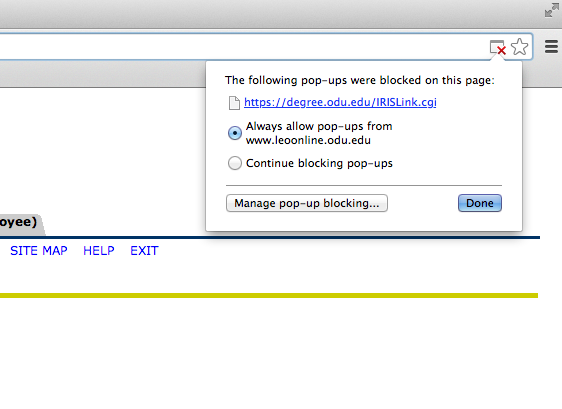 The following pop-ups were blocked on this page:
https://degree.odu.edu/IRISLink.cgi
Always allow pop-ups from
www.leoonline.odu.edu
Continue blocking pop-ups
Manage pop-up blocking...
Done
oyee)
SITE MAP HELP EXIT